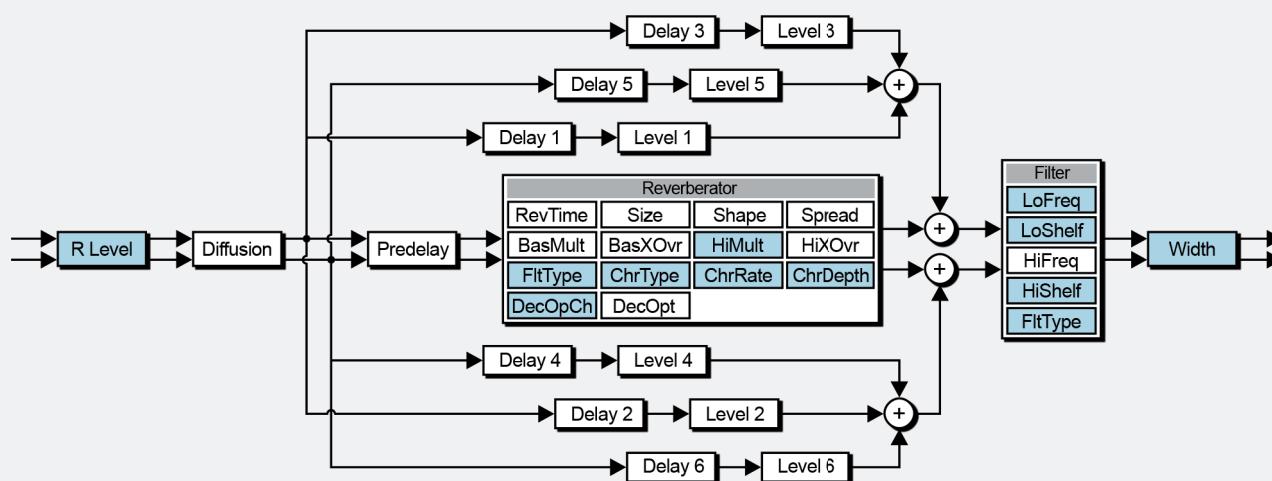 Delay 3 Level 3
Delay 5 Level 5
+
Delay 1 Level 1
Reverberator
RevTime Size Shape Spread
BasMult BasXOvr HiMult HiXOvr
FltType ChrType ChrRate ChrDepth
DecOpCh DecOpt
R Level Diffusion Predelay
+
+
Filter
LoFreq
LoShelf
HiFreq
HiShelf
FltType
Width
Delay 4 Level 4
Delay 2 Level 2
+
Delay 6 Level 6